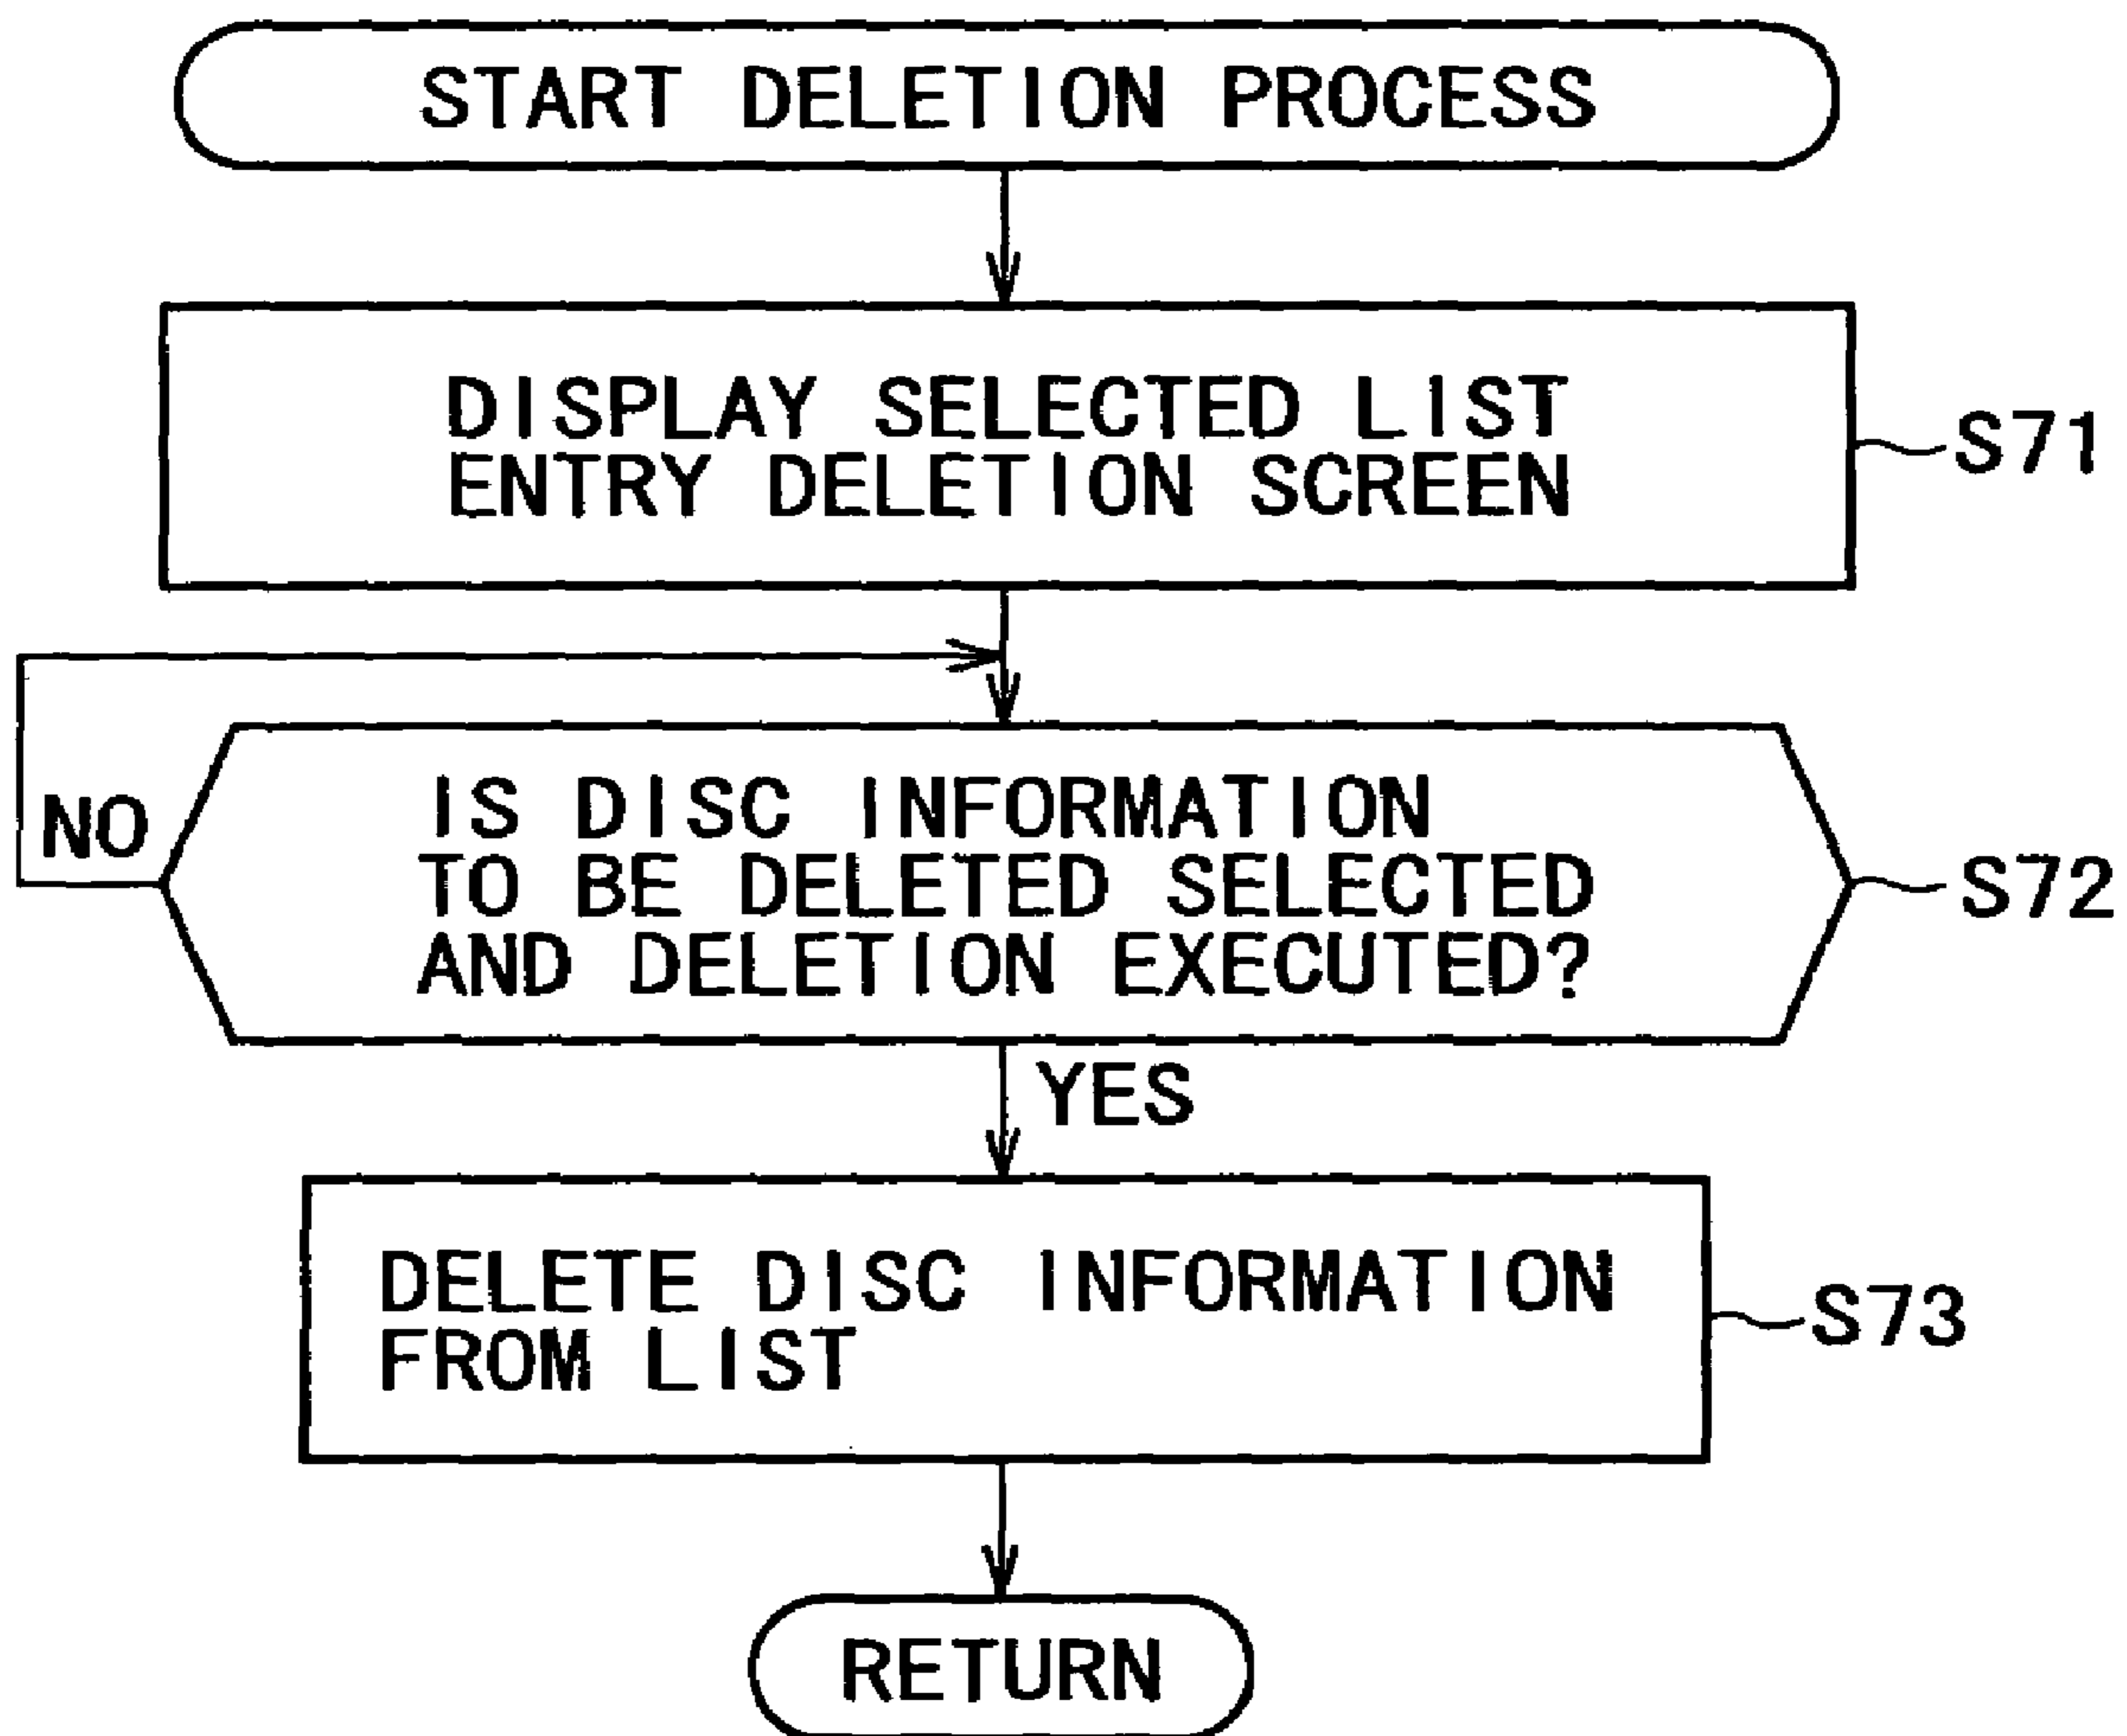 START DELETION PROCESS
DISPLAY SELECTED LIST
ENTRY DELETION SCREEN
S71
NO
IS DISC INFORMATION
TO BE DELETED SELECTED
AND DELETION EXECUTED?
S72
YES
DELETE DISC INFORMATION
FROM LIST
S73
RETURN